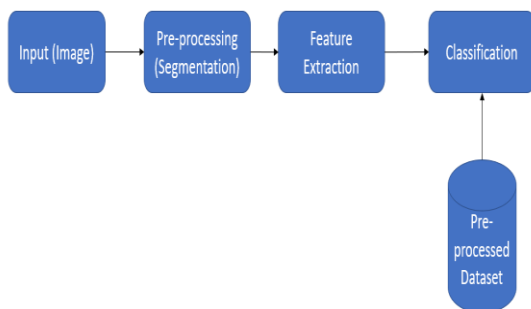 Input (Image)
Pre-processing
(Segmentation)
Feature
Extraction
Classification
Pre-
processed
Dataset